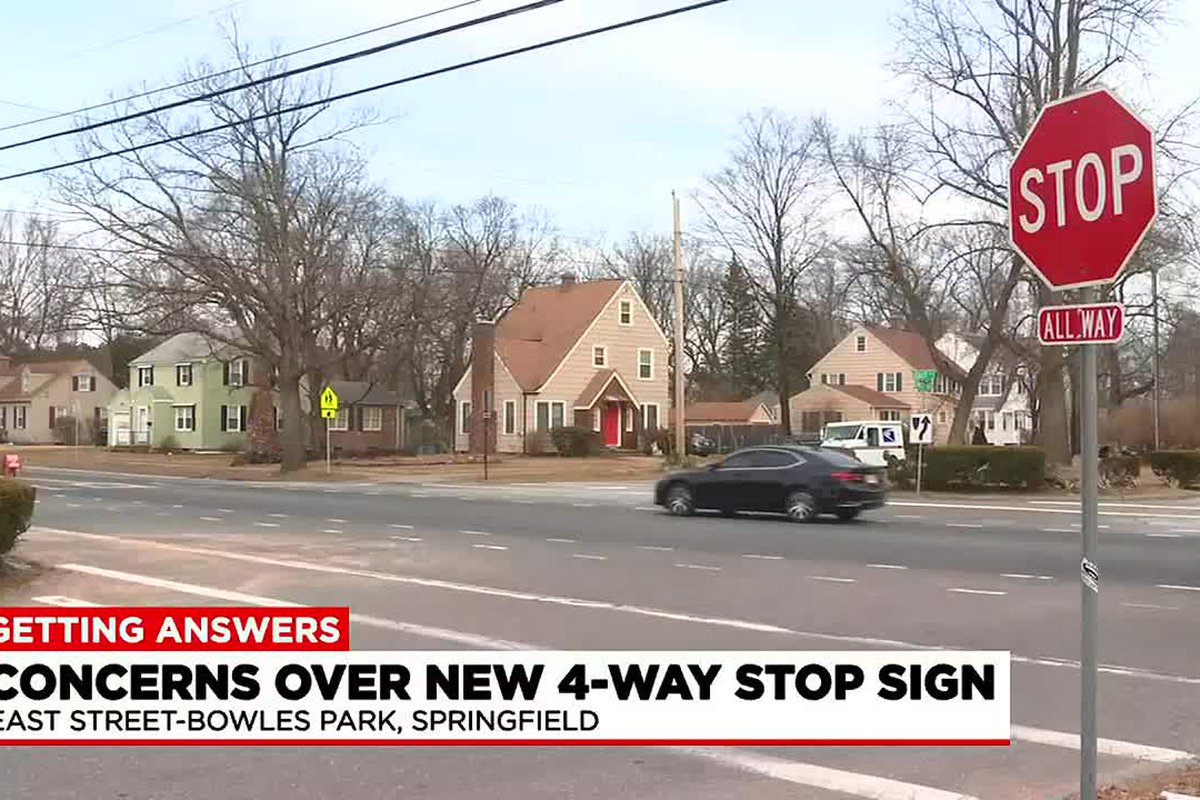 STOP
ALL WAY
GETTING ANSWERS
CONCERNS OVER NEW 4-WAY STOP SIGN
EAST STREET-BOWLES PARK, SPRINGFIELD